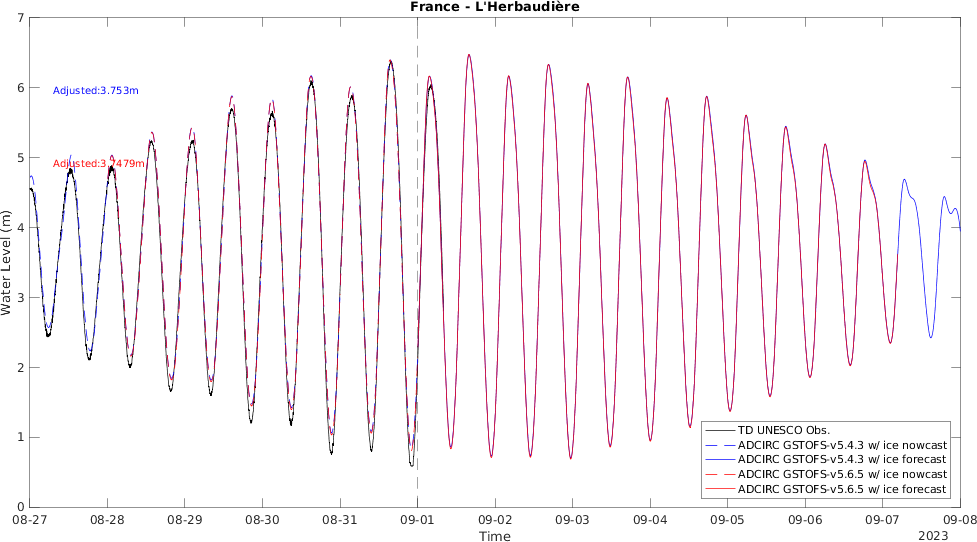 France - L'Herbaudière
7
6
5
4
3
2
1
0
Water Level (m)
Adjusted:3.753m
Adjusted:3.7479m
TD UNESCO Obs.
ADCIRC GSTOFS-v5.4.3 w/ ice nowcast
ADCIRC GSTOFS-v5.4.3 w/ ice forecast
ADCIRC GSTOFS-v5.6.5 w/ ice nowcast
ADCIRC GSTOFS-v5.6.5 w/ ice forecast
08-27 08-28 08-29 08-30 08-31 09-01 09-02 09-03 09-04 09-05 09-06 09-07 09-08
Time
2023